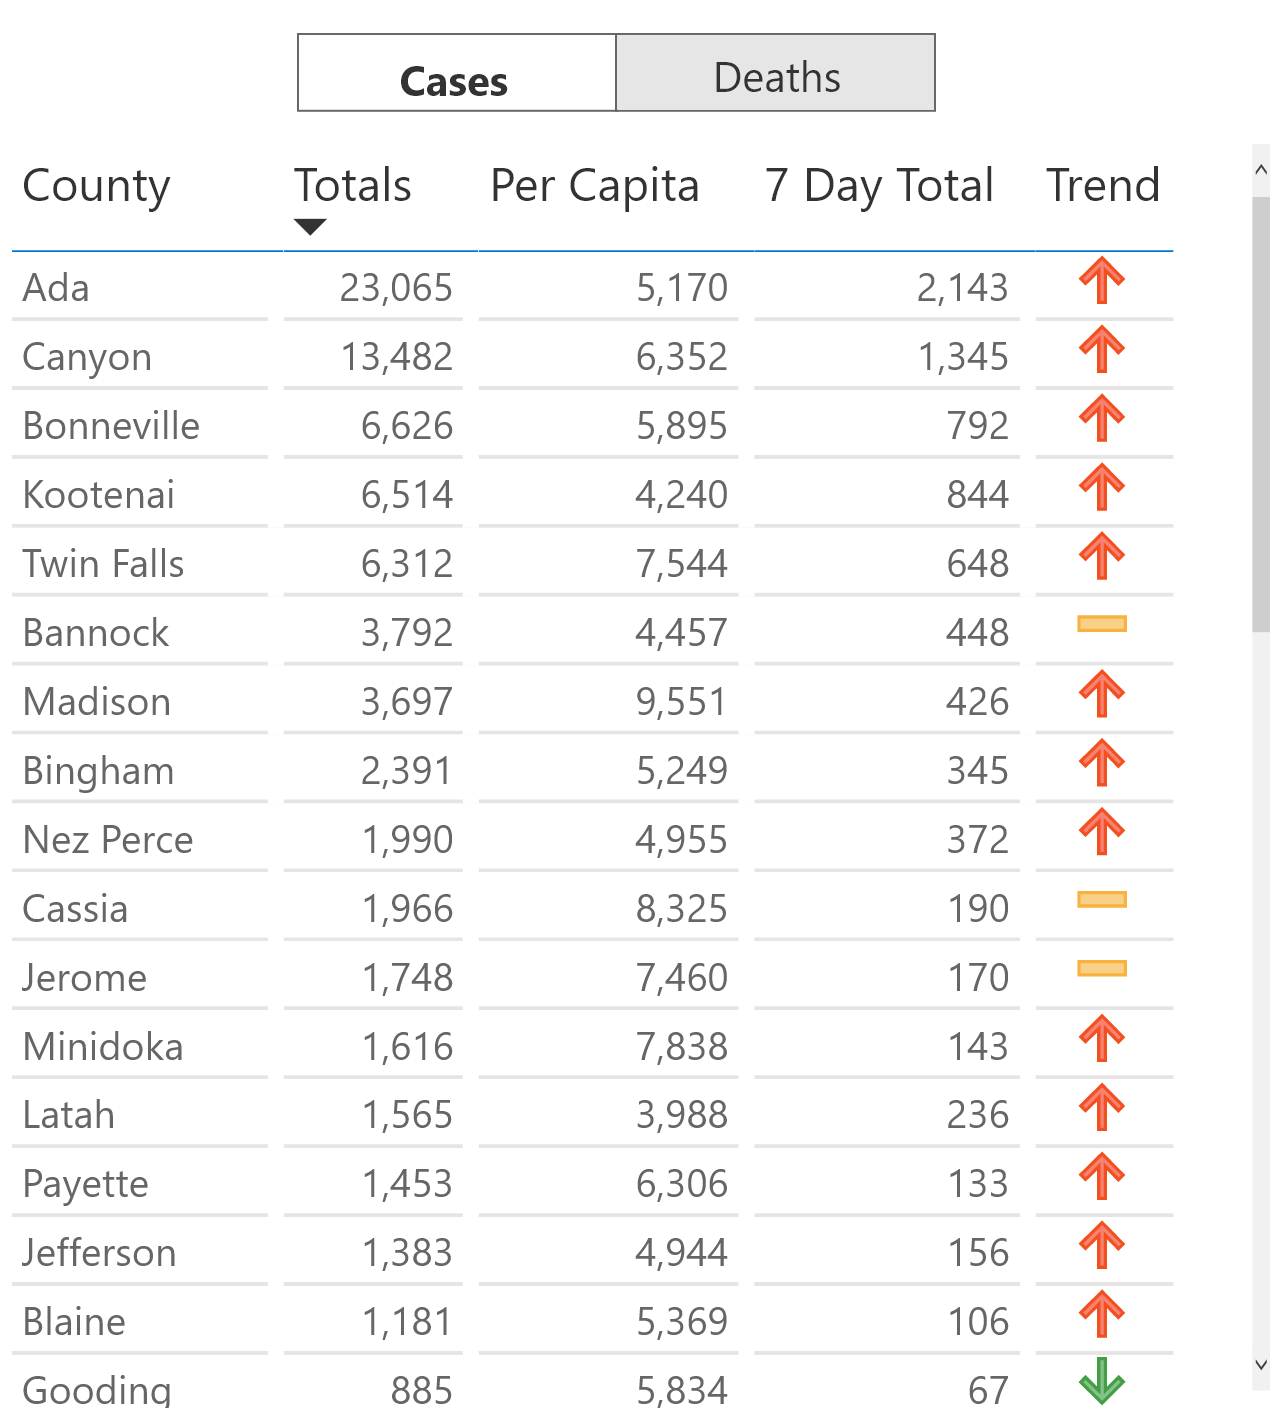 Cases Deaths
County Totals Per Capita 7 Day Total Trend
Ada 23,065 5,170 2,143
Canyon 13,482 6,352 1,345
Bonneville 6,626 5,895 792
Kootenai 6,514 4,240 844
Twin Falls 6,312 7,544 648
Bannock 3,792 4,457 448
Madison 3,697 9,551 426
Bingham 2,391 5,249 345
Nez Perce 1,990 4,955 372
Cassia 1,966 8,325 190
Jerome 1,748 7,460 170
Minidoka 1,616 7,838 143
Latah 1,565 3,988 236
Payette 1,453 6,306 133
Jefferson 1,383 4,944 156
Blaine 1,181 5,369 106
Gooding 885 5,834 67